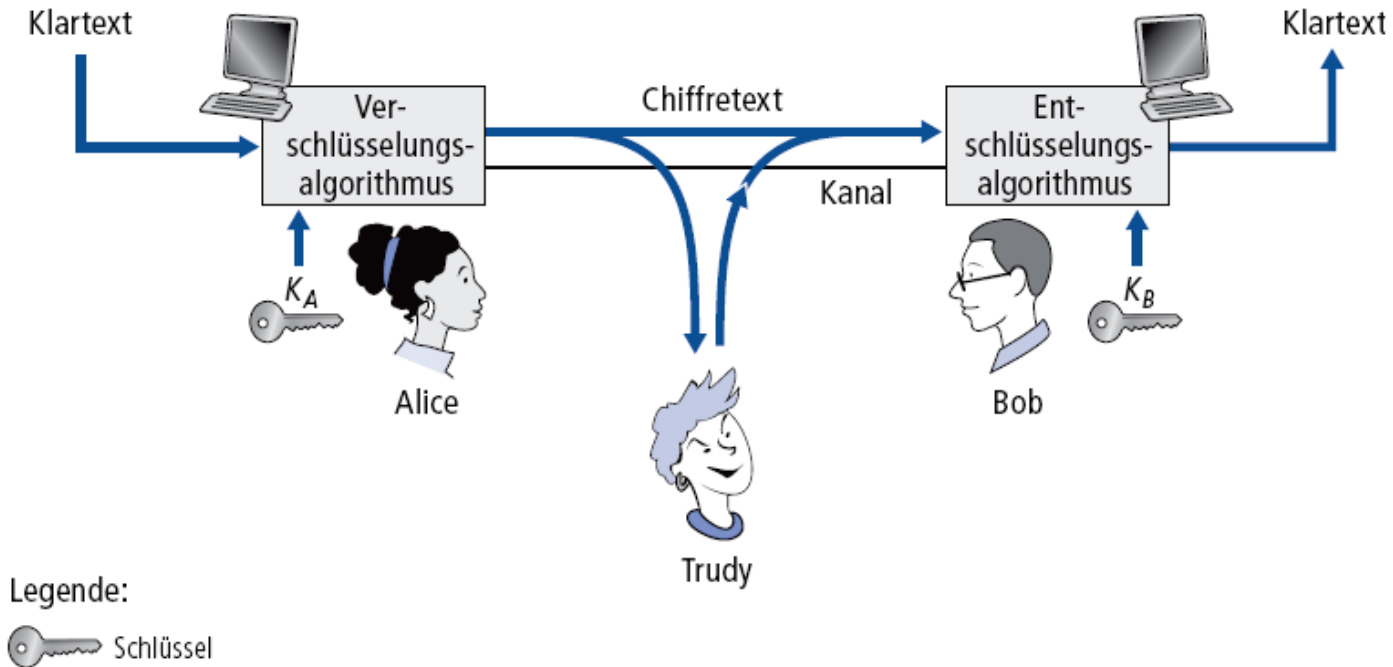 Klartext
Klartext
Chiffretext
Ver-
schlüsselungs-
algorithmus
Ent-
schlüsselungs-
algorithmus
Kanal
K_A
K_B
Alice
Bob
Trudy
Legende:
Schlüssel